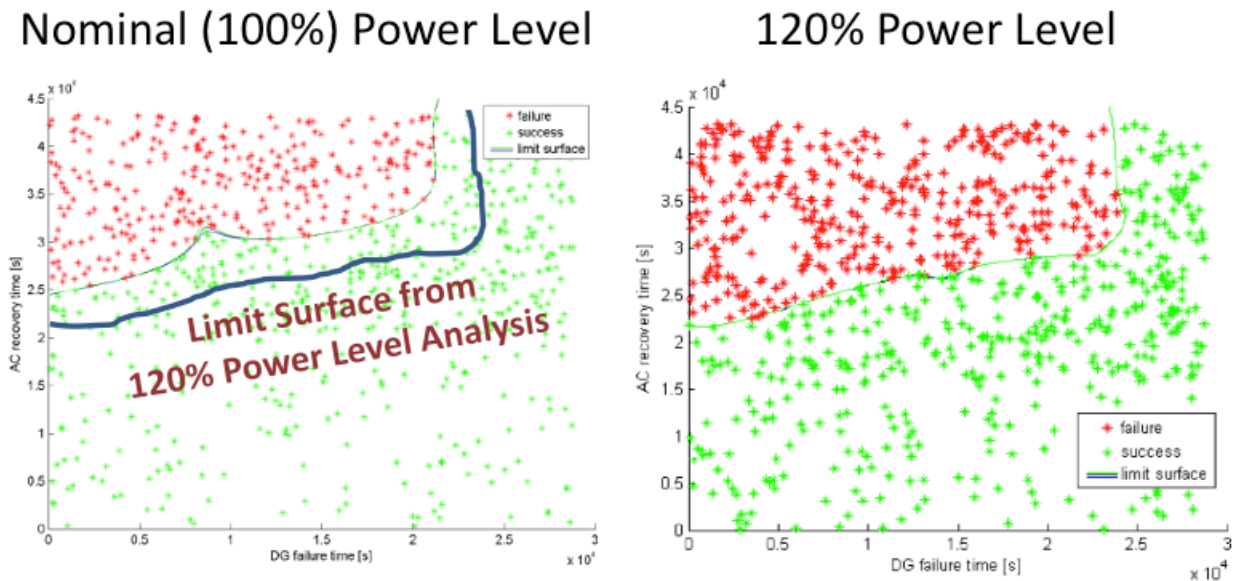 Nominal (100%) Power Level
120% Power Level
x 10⁴
4.5
4
3.5
3
2.5
2
1.5
1
0.5
0
AC recovery time [s]
0
0.5
1
1.5
2
2.5
3
DG failure time [s]
x 10⁴
failure
success
limit surface
Limit Surface from
120% Power Level Analysis
x 10⁴
4.5
4
3.5
3
2.5
2
1.5
1
0.5
0
AC recovery time [s]
0
0.5
1
1.5
2
2.5
3
DG failure time [s]
x 10⁴
failure
success
limit surface